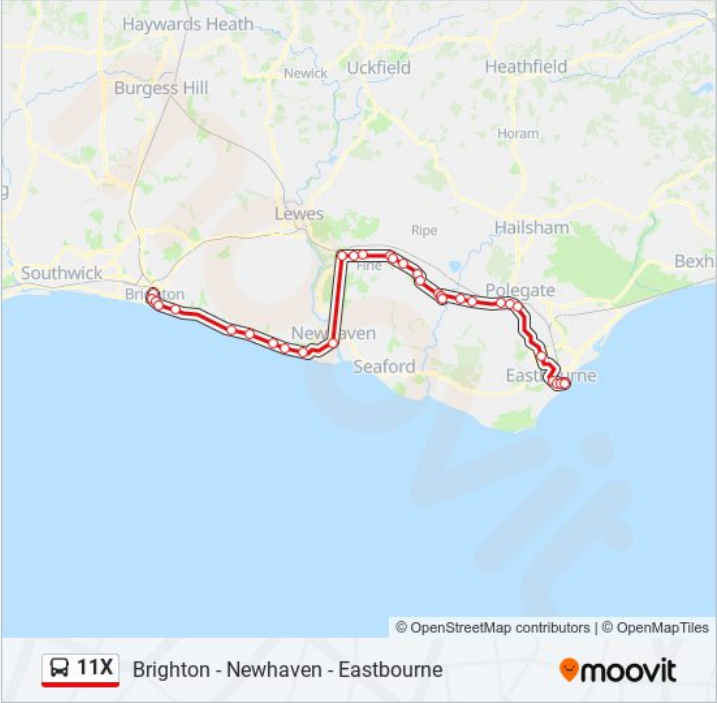 Haywards Heath
Newick
Uckfield
Heathfield
Burgess Hill
Horam
Lewes
Ripe
Hailsham
Southwick
Firle
Bexh
Brighton
Polegate
Newhaven
Seaford
Eastbourne
© OpenStreetMap contributors | © OpenMapTiles
11X
Brighton - Newhaven - Eastbourne
moovit
moovit